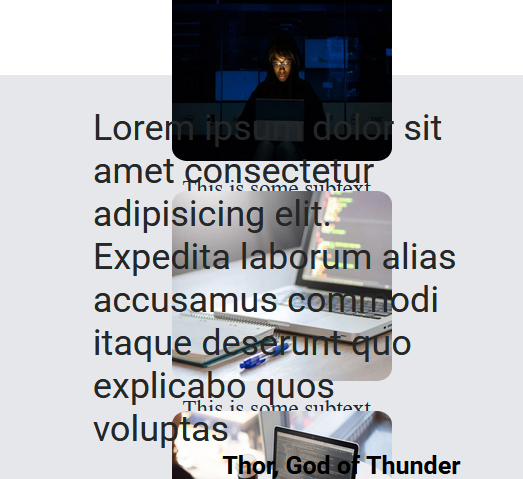 Lorem ipsum dolor sit
amet consectetur
This is some subtext
adipisicing elit.
Expedita laborum alias
accusamus commodi
itaque deserunt quo
explicabo quos
This is some subtext
voluptas
Thor, God of Thunder